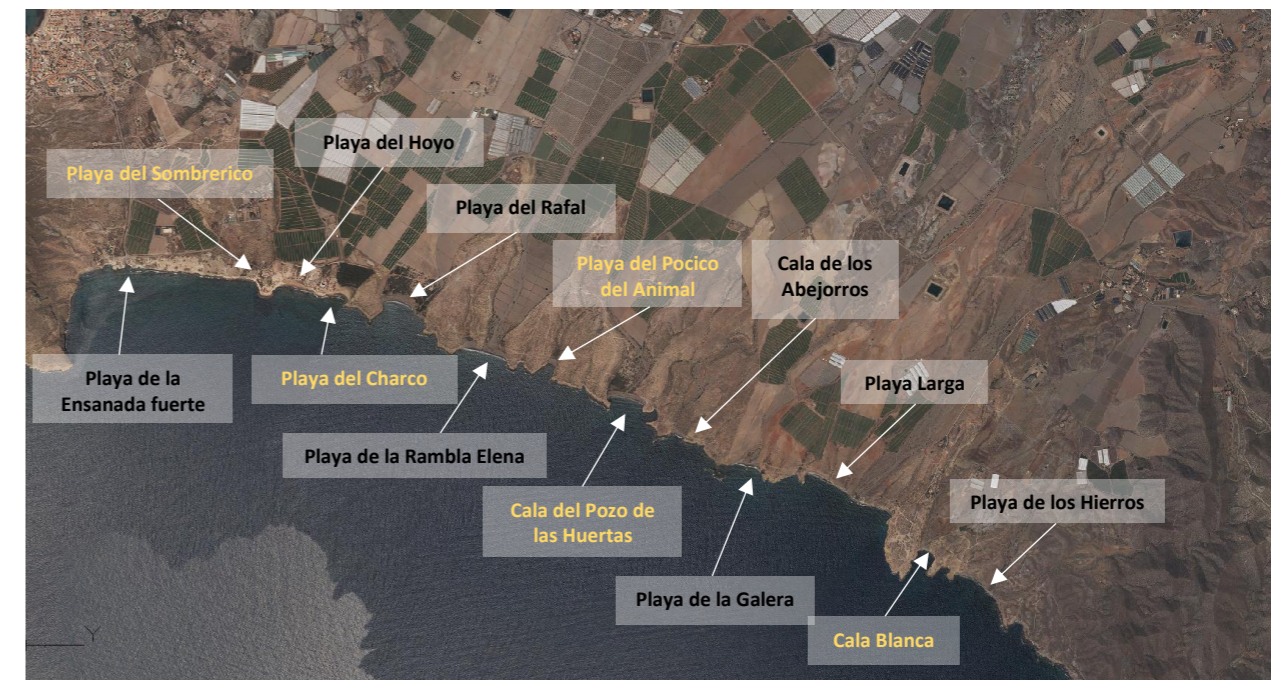 Playa del Hoyo
Playa del Sombrerico
Playa del Rafal
Playa del Pocico
del Animal
Cala de los
Abejorros
Playa de la
Ensanada fuerte
Playa del Charco
Playa Larga
Playa de la Rambla Elena
Cala del Pozo de
las Huertas
Playa de los Hierros
Playa de la Galera
Cala Blanca
Y